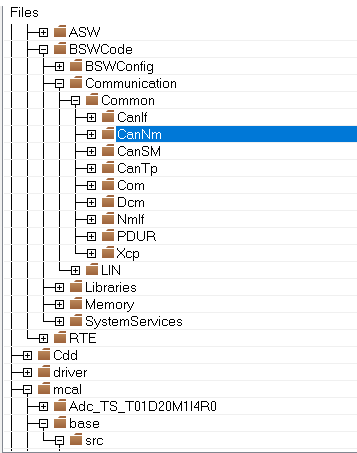 Files
ASW
BSWCode
BSWConfig
Communication
Common
CanIf
CanNm
CanSM
CanTp
Com
Dcm
NmIf
PDUR
Xcp
LIN
Libraries
Memory
SystemServices
RTE
Cdd
driver
mcal
Adc_TS_T01D20M1I4R0
base
src